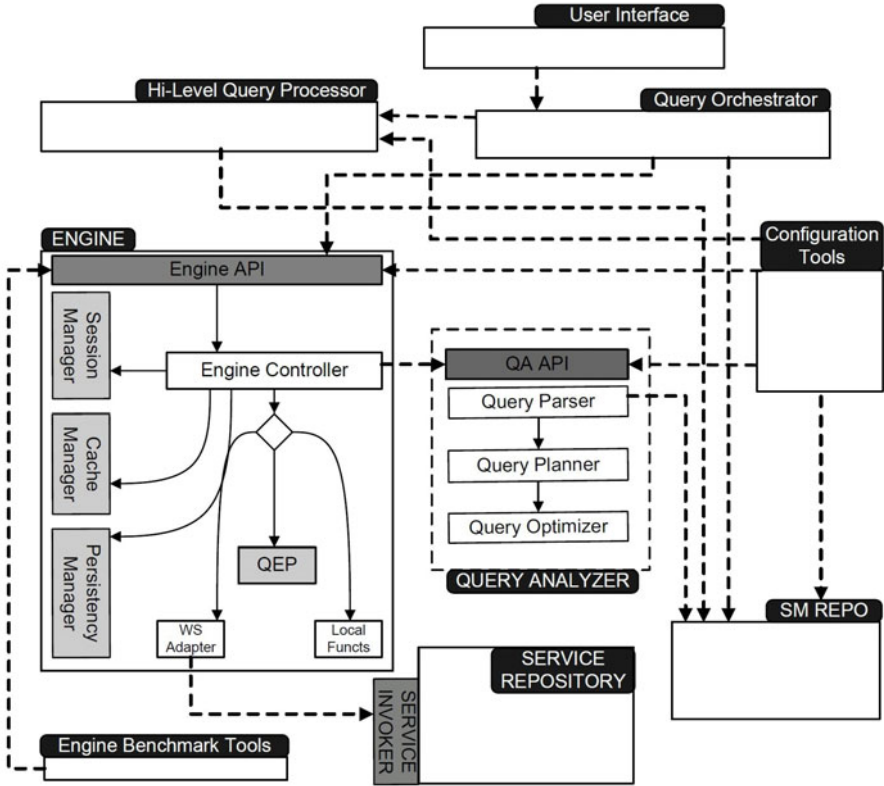 User Interface
Hi-Level Query Processor
Query Orchestrator
ENGINE
Configuration
Tools
Engine API
Session
Manager
Engine Controller
QA API
Query Parser
Cache
Manager
Query Planner
Query Optimizer
Persistency
Manager
QEP
QUERY ANALYZER
SM REPO
WS
Adapter
Local
Functs
SERVICE
REPOSITORY
SERVICE
INVOKER
Engine Benchmark Tools